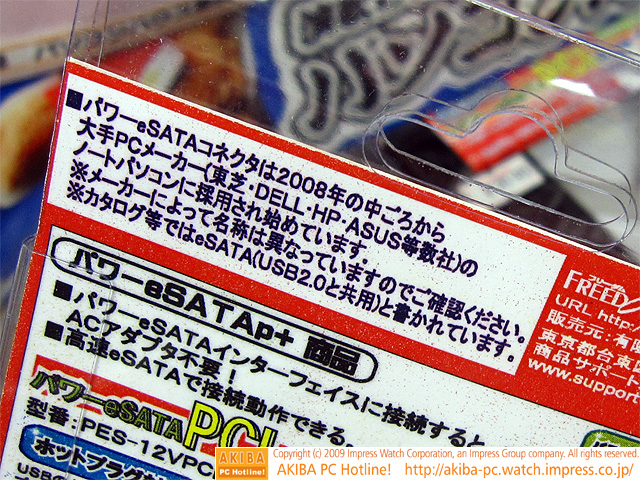 ■パワーeSATAコネクタは2008年の中ごろから
大手PCメーカー(東芝・DELL・HP・ASUS等数社)の
ノートパソコンに採用され始めています.
※メーカーによって名称は異なっていますのでご確認ください。
※カタログ等ではeSATA(USB2.0と共用)と書かれています.
パワーeSATAp+ 商品
■パワーeSATAインターフェイスに接続すると
ACアダプタ不要!
■高速eSATAで接続動作できる.
パワーeSATA
型番:PES-12VPC
ホットプラグ
フリーダム
FREED
URL http:
販売元:有限
東京都台東区
商品サポート
www.support
AKIBA
PC Hotline!
Copyright (c) 2009 Impress Watch Corporation, an Impress Group company. All rights reserved.
AKIBA PC Hotline! http://akiba-pc.watch.impress.co.jp/